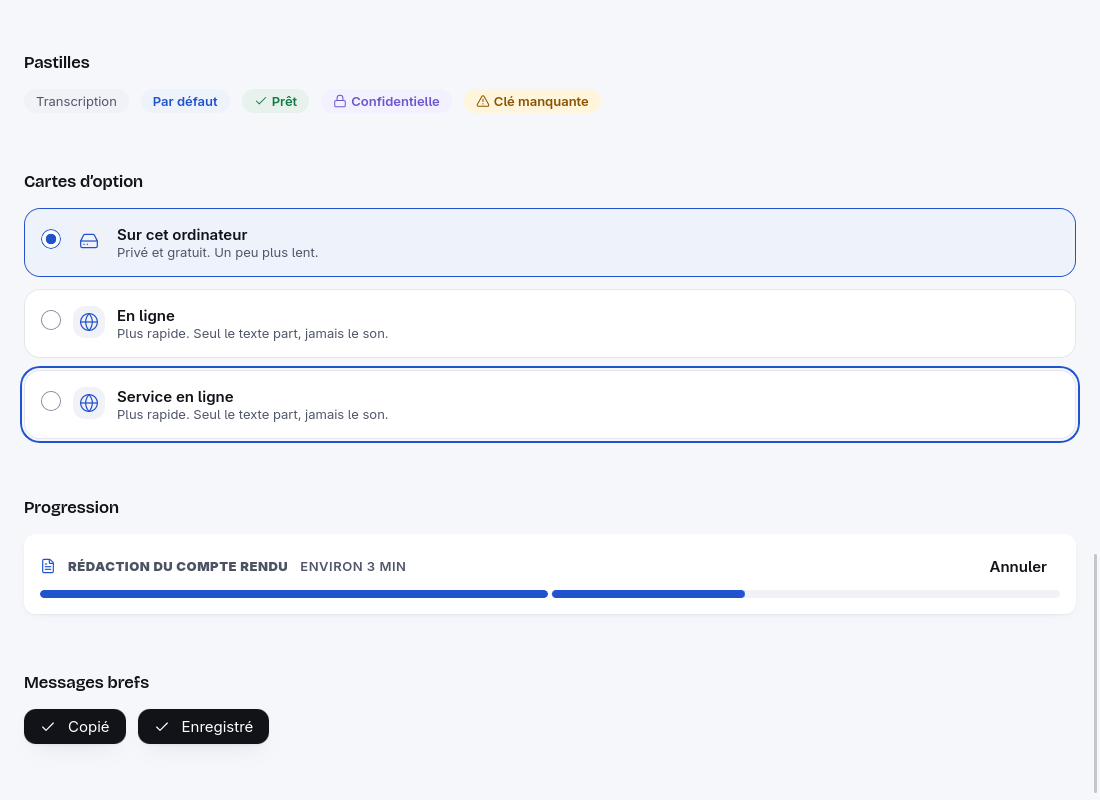 Pastilles
Transcription Par défaut Prêt Confidentielle Clé manquante
Cartes d'option
Sur cet ordinateur
Privé et gratuit. Un peu plus lent.
En ligne
Plus rapide. Seul le texte part, jamais le son.
Service en ligne
Plus rapide. Seul le texte part, jamais le son.
Progression
RÉDACTION DU COMPTE RENDU ENVIRON 3 MIN Annuler
Messages brefs
Copié Enregistré